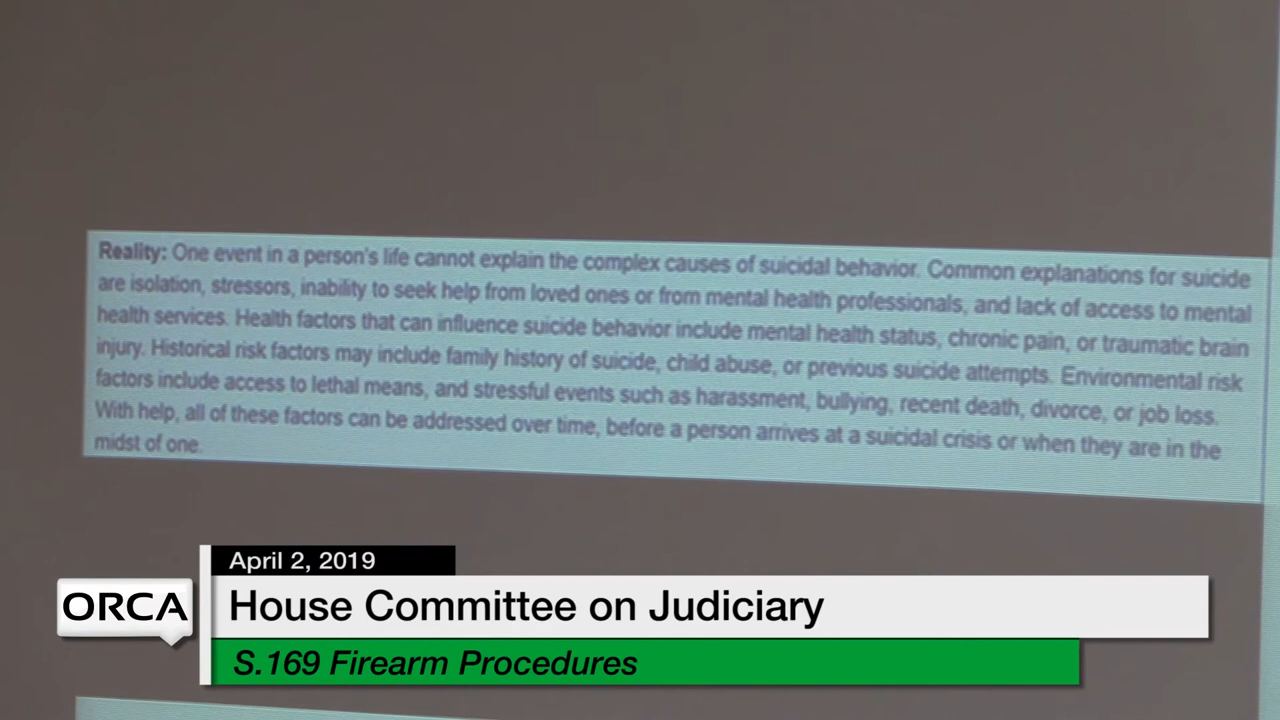 Reality: One event in a person's life cannot explain the complex causes of suicidal behavior. Common explanations for suicide
are isolation, stressors, inability to seek help from loved ones or from mental health professionals, and lack of access to mental
health services. Health factors that can influence suicide behavior include mental health status, chronic pain, or traumatic brain
injury. Historical risk factors may include family history of suicide, child abuse, or previous suicide attempts. Environmental risk
factors include access to lethal means, and stressful events such as harassment, bullying, recent death, divorce, or job loss.
With help, all of these factors can be addressed over time, before a person arrives at a suicidal crisis or when they are in the
midst of one.
April 2, 2019
ORCA
House Committee on Judiciary
S.169 Firearm Procedures